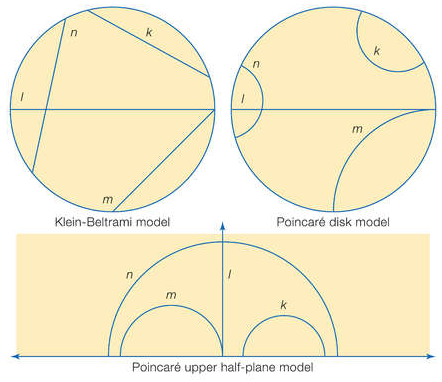 n
k
l
m
Klein-Beltrami model
n
k
l
m
Poincaré disk model
n
m
l
k
Poincaré upper half-plane model